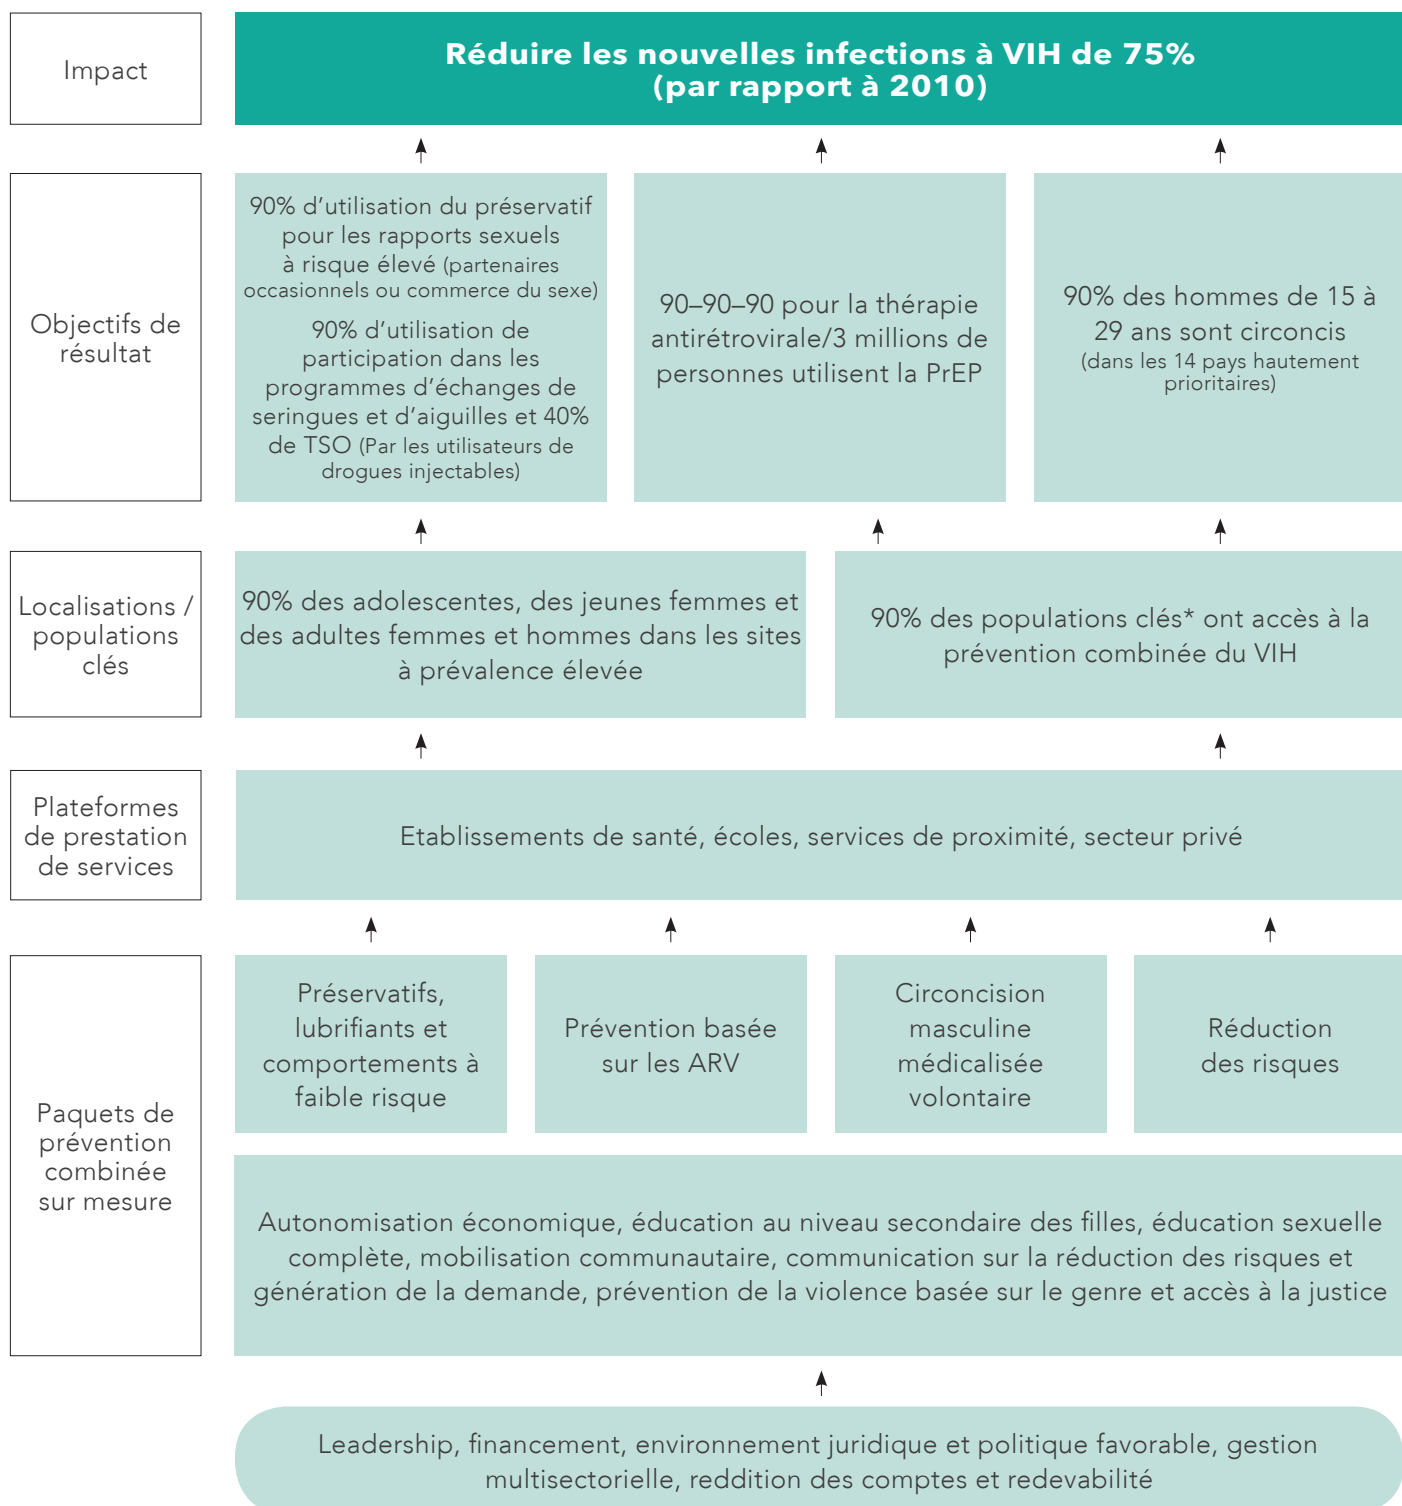 Impact
Réduire les nouvelles infections à VIH de 75%
(par rapport à 2010)
Objectifs de
résultat
90% d'utilisation du préservatif
pour les rapports sexuels
à risque élevé (partenaires
occasionnels ou commerce du sexe)
90% d'utilisation de
participation dans les
programmes d'échanges de
seringues et d'aiguilles et 40%
de TSO (Par les utilisateurs de
drogues injectables)
90–90–90 pour la thérapie
antirétrovirale/3 millions de
personnes utilisent la PrEP
90% des hommes de 15 à
29 ans sont circoncis
(dans les 14 pays hautement
prioritaires)
Localisations /
populations
clés
90% des adolescentes, des jeunes femmes et
des adultes femmes et hommes dans les sites
à prévalence élevée
90% des populations clés* ont accès à la
prévention combinée du VIH
Plateformes
de prestation
de services
Etablissements de santé, écoles, services de proximité, secteur privé
Paquets de
prévention
combinée
sur mesure
Préservatifs,
lubrifiants et
comportements à
faible risque
Prévention basée
sur les ARV
Circoncision
masculine
médicalisée
volontaire
Réduction
des risques
Autonomisation économique, éducation au niveau secondaire des filles, éducation sexuelle
complète, mobilisation communautaire, communication sur la réduction des risques et
génération de la demande, prévention de la violence basée sur le genre et accès à la justice
Leadership, financement, environnement juridique et politique favorable, gestion
multisectorielle, reddition des comptes et redevabilité